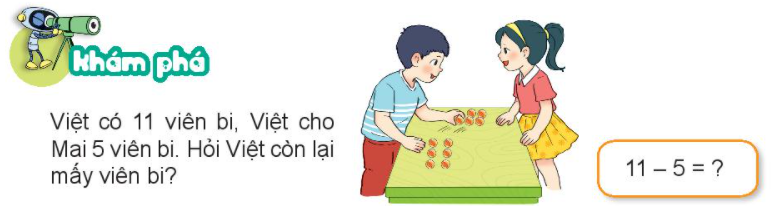 khám phá
Việt có 11 viên bi, Việt cho
Mai 5 viên bi. Hỏi Việt còn lại
mấy viên bi?
11 – 5 = ?